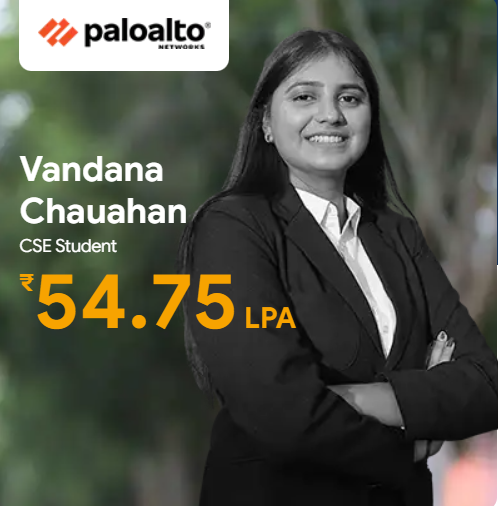 paloalto®
NETWORKS
Vandana
Chauahan
CSE Student
₹54.75 LPA